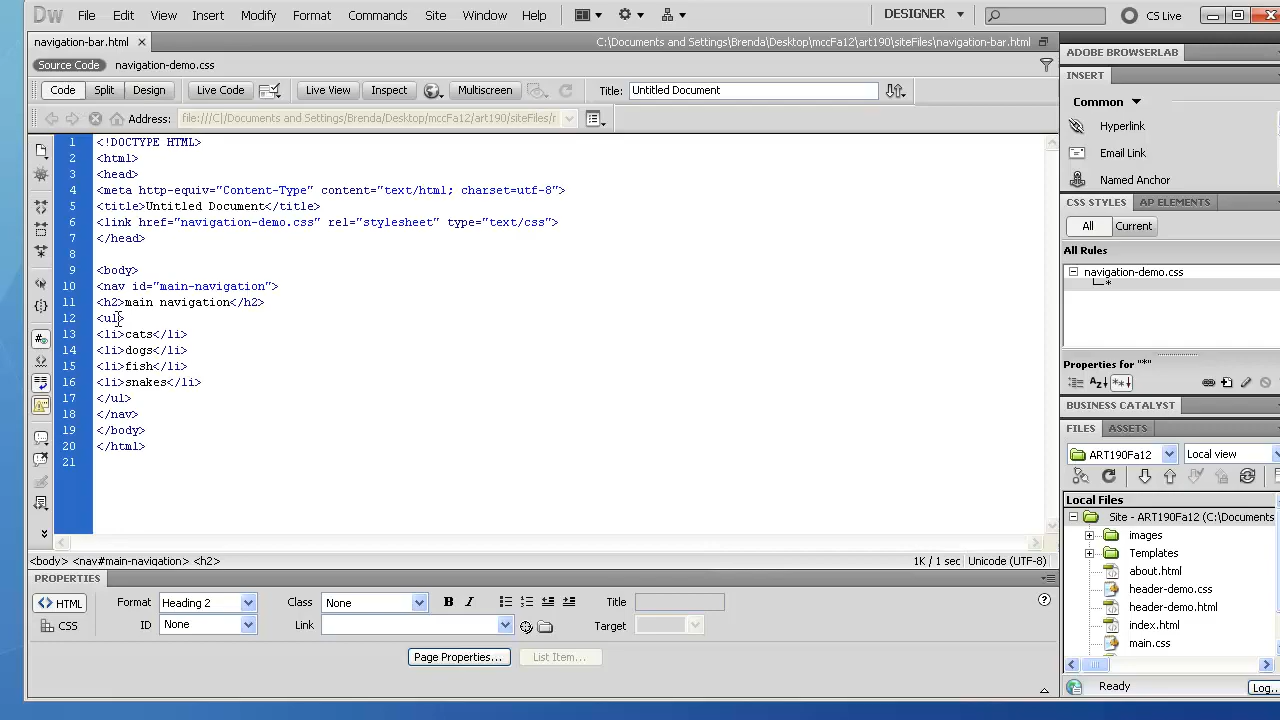 Dw File Edit View Insert Modify Format Commands Site Window Help DESIGNER CS Live
navigation-bar.html C:\Documents and Settings\Brenda\Desktop\mccFa12\art190\siteFiles\navigation-bar.html
Source Code navigation-demo.css
Code Split Design Live Code Live View Inspect Multiscreen Title: Untitled Document
Address: file:///C|/Documents and Settings/Brenda/Desktop/mccFa12/art190/siteFiles/r
1 <!DOCTYPE HTML>
2 <html>
3 <head>
4 <meta http-equiv="Content-Type" content="text/html; charset=utf-8">
5 <title>Untitled Document</title>
6 <link href="navigation-demo.css" rel="stylesheet" type="text/css">
7 </head>
8
9 <body>
10 <nav id="main-navigation">
11 <h2>main navigation</h2>
12 <ul>
13 <li>cats</li>
14 <li>dogs</li>
15 <li>fish</li>
16 <li>snakes</li>
17 </ul>
18 </nav>
19 </body>
20 </html>
21
<body> <nav#main-navigation> <h2> 1K / 1 sec Unicode (UTF-8)
PROPERTIES
HTML Format Heading 2 Class None B I Title
CSS ID None Link Target
Page Properties... List Item...
ADOBE BROWSERLAB
INSERT
Common
Hyperlink
Email Link
Named Anchor
CSS STYLES AP ELEMENTS
All Current
All Rules
navigation-demo.css
*
Properties for "*"
BUSINESS CATALYST
FILES ASSETS
ART190Fa12 Local view
Local Files
Site - ART190Fa12 (C:\Documents
images
Templates
about.html
header-demo.css
header-demo.html
index.html
main.css
Ready Log...